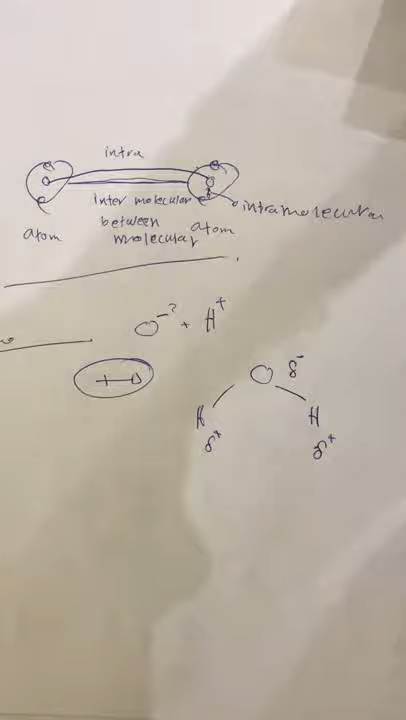 intra
Inter molecular
intramolecular
between
atom
molecular
atom
O⁻² + H⁺
O δ⁻
H
H
δ⁺
δ⁺